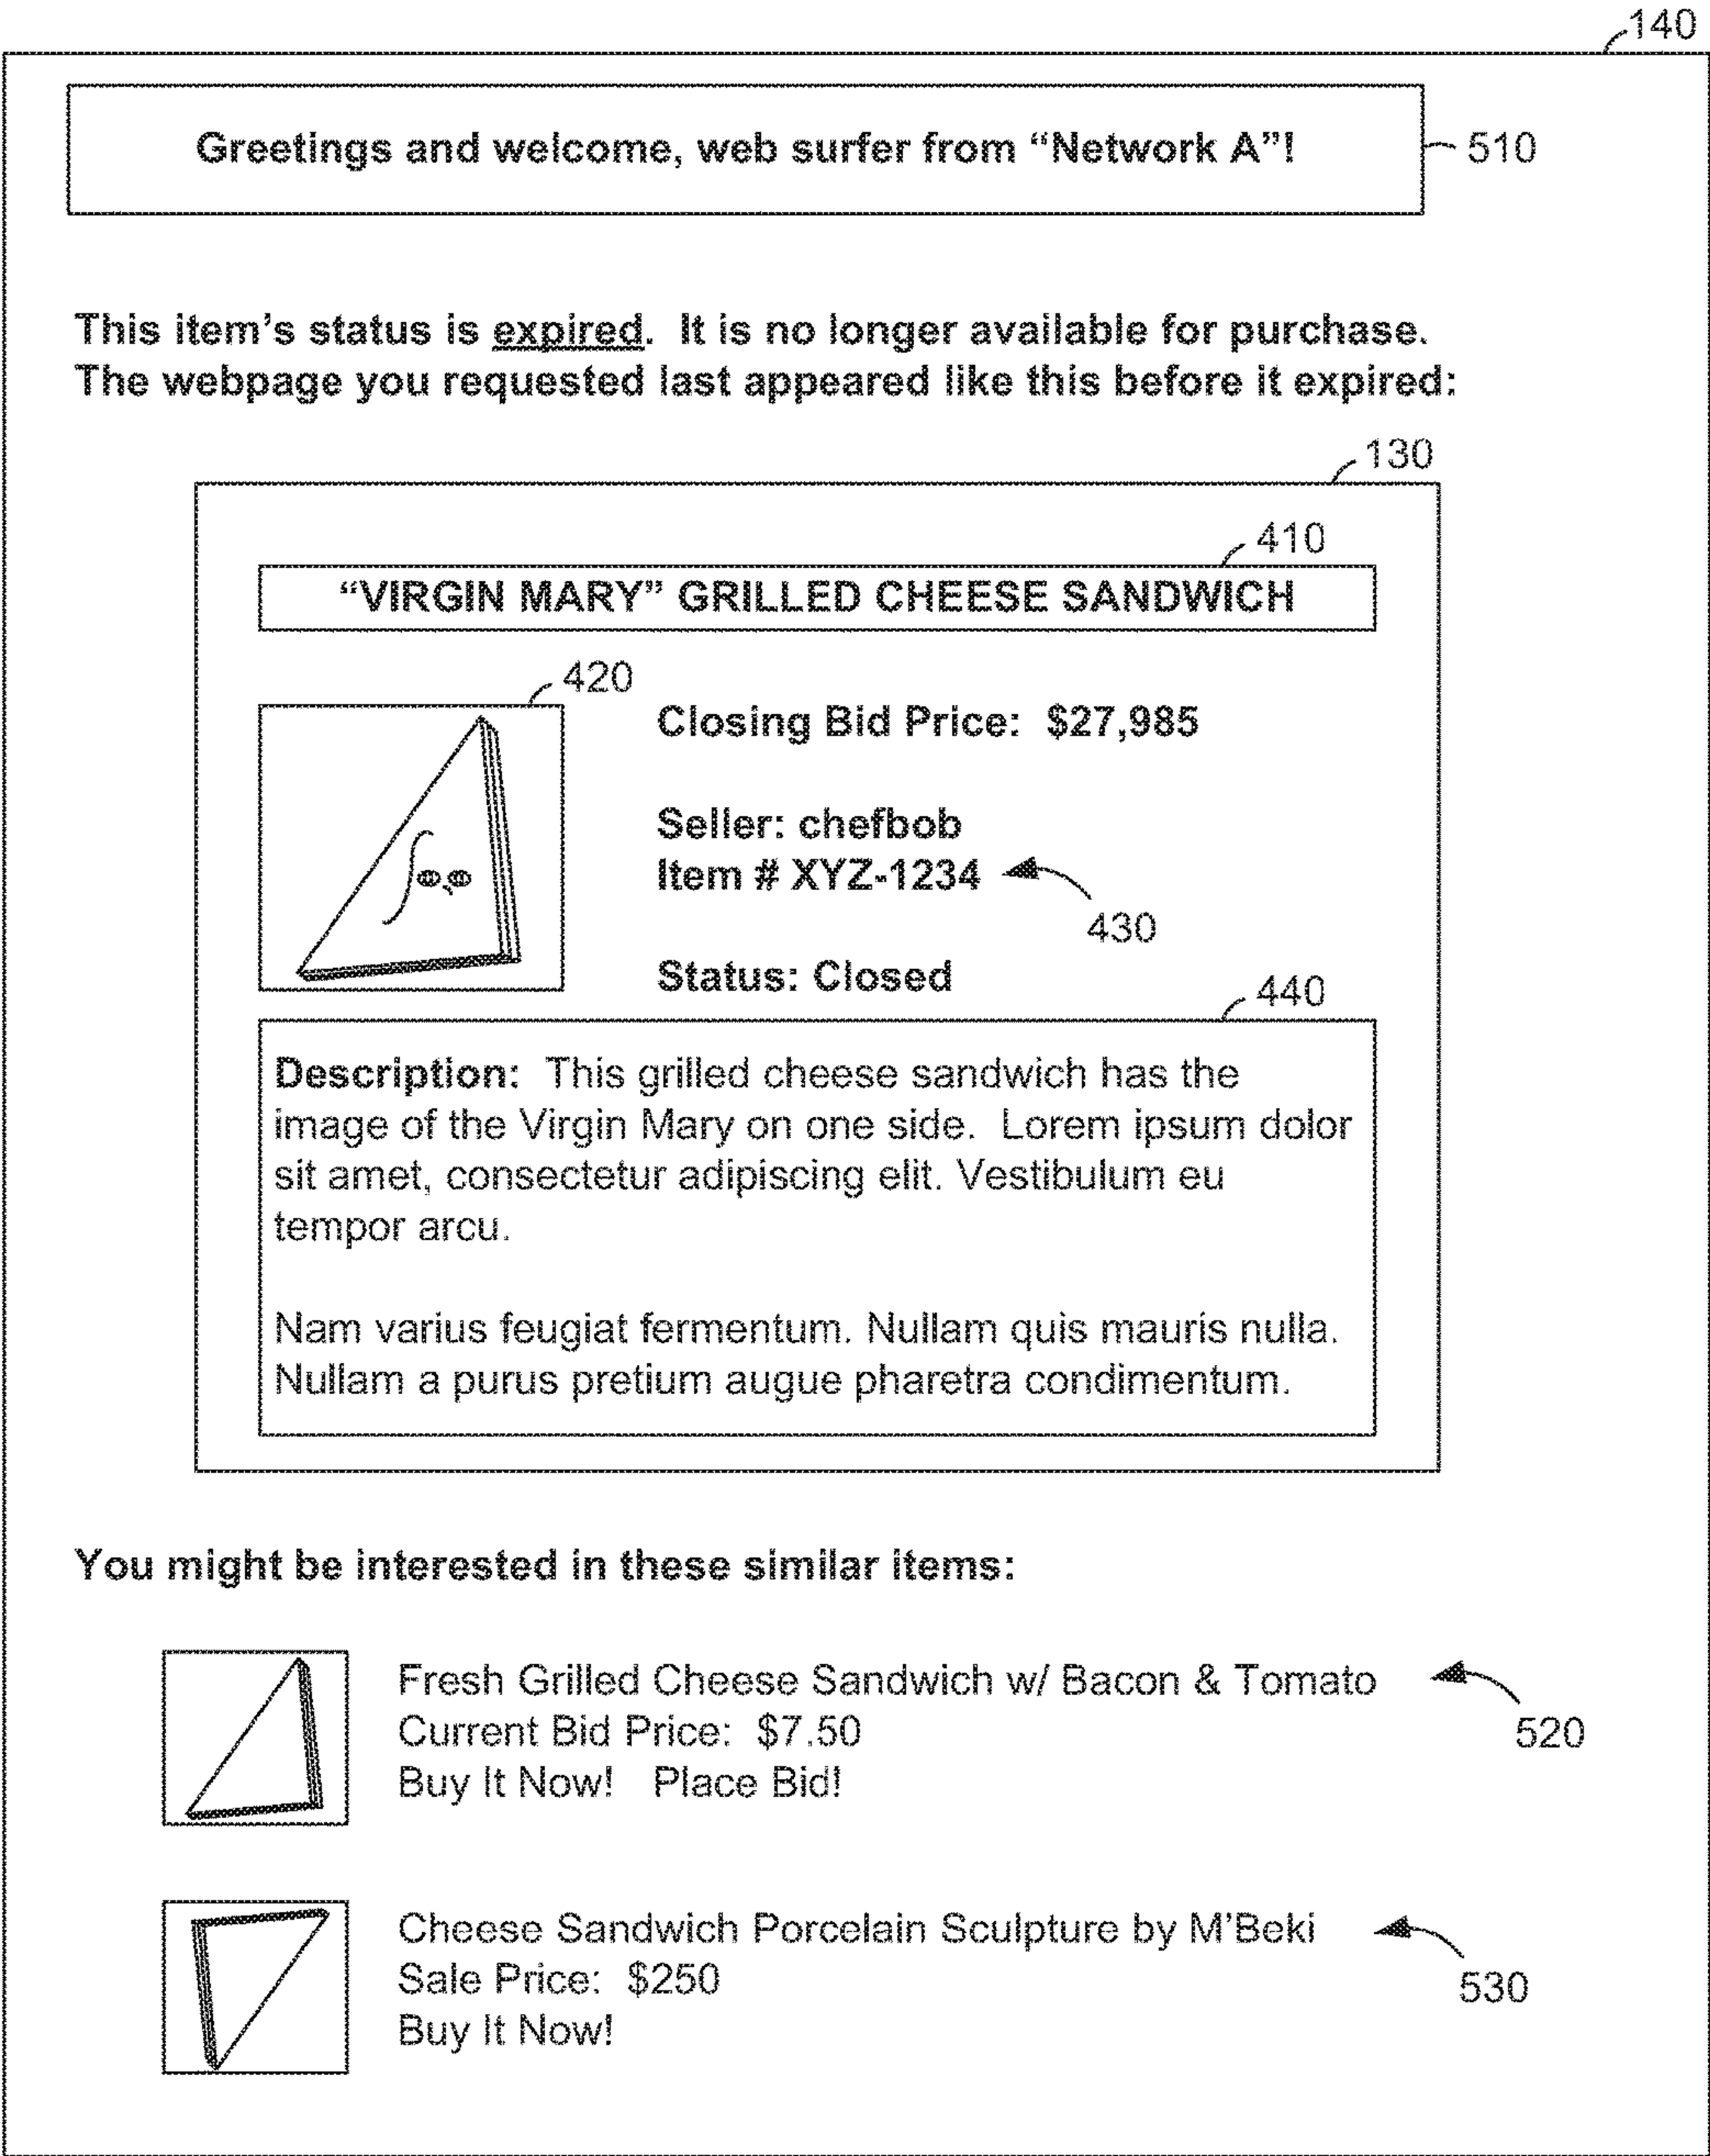 140
Greetings and welcome, web surfer from “Network A”!
510
This item’s status is expired.  It is no longer available for purchase.
The webpage you requested last appeared like this before it expired:
130
410
“VIRGIN MARY” GRILLED CHEESE SANDWICH
420
Closing Bid Price:  $27,985
Seller: chefbob
Item # XYZ-1234
430
Status: Closed
440
Description:  This grilled cheese sandwich has the
image of the Virgin Mary on one side.  Lorem ipsum dolor
sit amet, consectetur adipiscing elit. Vestibulum eu
tempor arcu.
Nam varius feugiat fermentum. Nullam quis mauris nulla.
Nullam a purus pretium augue pharetra condimentum.
You might be interested in these similar items:
Fresh Grilled Cheese Sandwich w/ Bacon & Tomato
Current Bid Price:  $7.50
520
Buy It Now!   Place Bid!
Cheese Sandwich Porcelain Sculpture by M’Beki
Sale Price:  $250
530
Buy It Now!